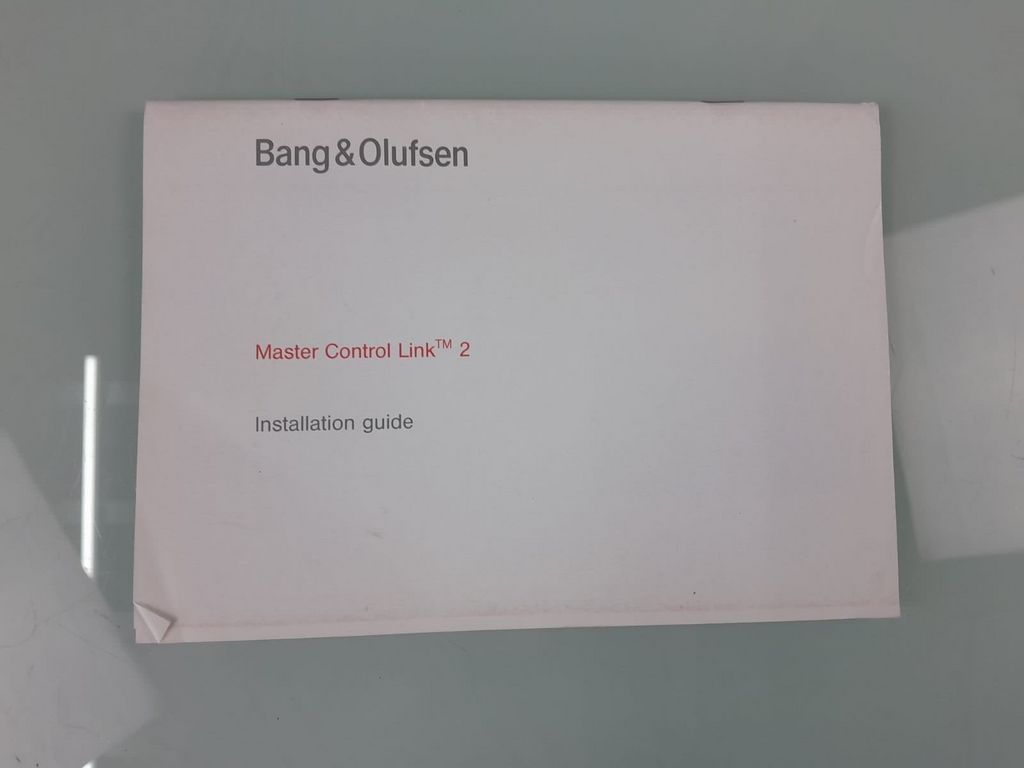 Bang & Olufsen
Master Control Link™ 2
Installation guide